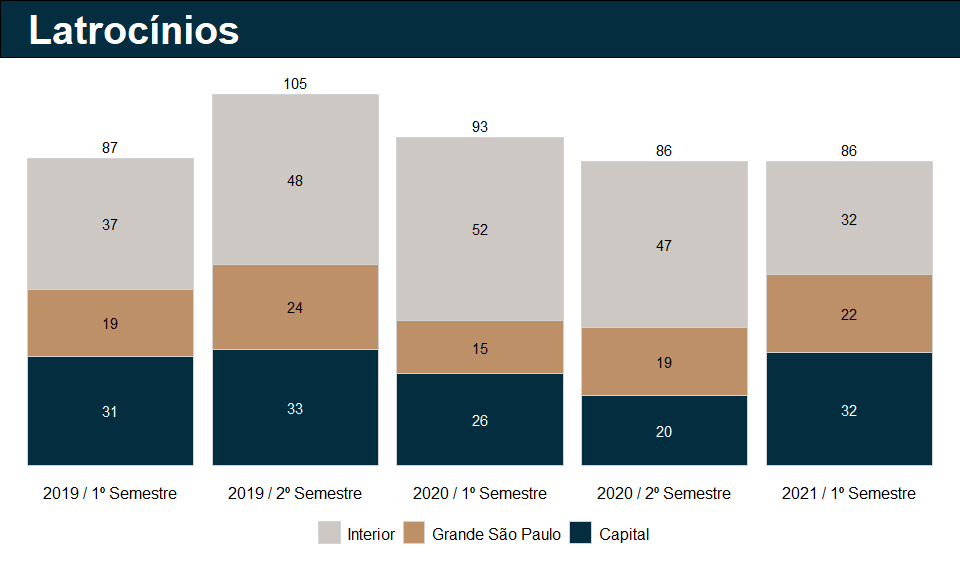 Latrocínios
87
105
93
86
86
37
48
52
47
32
19
24
15
19
22
31
33
26
20
32
2019 / 1º Semestre
2019 / 2º Semestre
2020 / 1º Semestre
2020 / 2º Semestre
2021 / 1º Semestre
Interior
Grande São Paulo
Capital